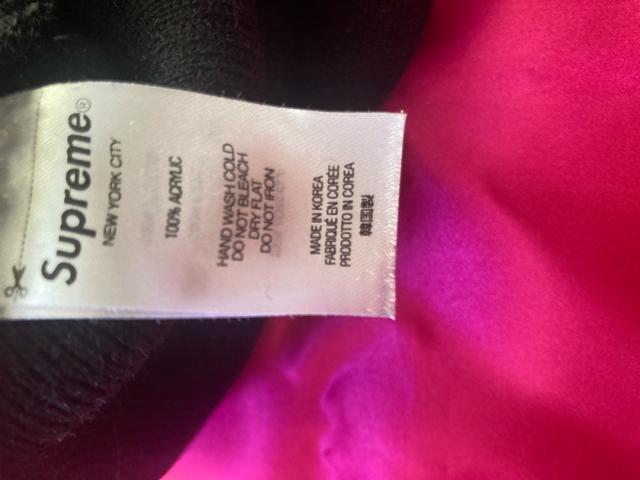 Supreme®
NEW YORK CITY
100% ACRYLIC
HAND WASH COLD
DO NOT BLEACH
DRY FLAT
DO NOT IRON
MADE IN KOREA
FABRIQUÉ EN CORÉE
PRODOTTO IN COREA
韓国製